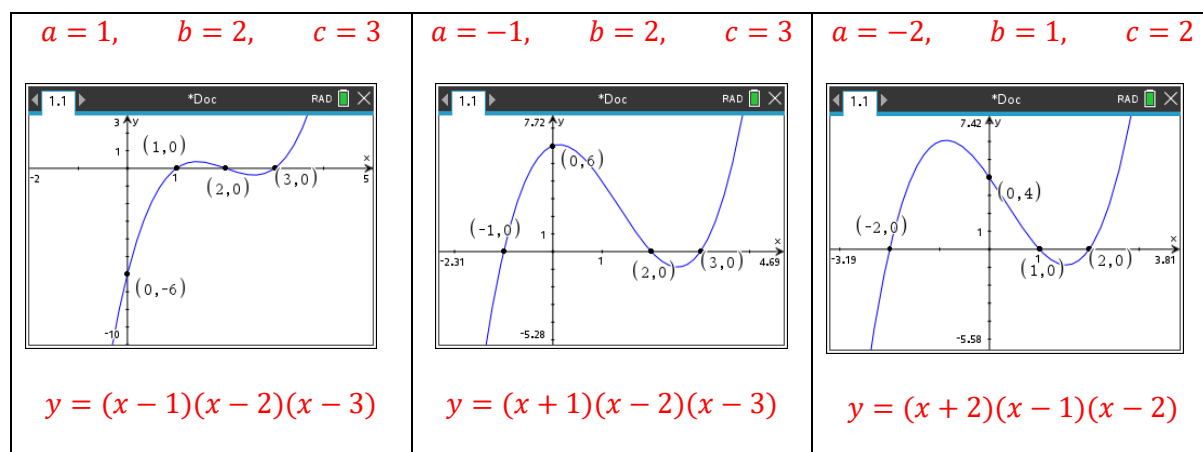 a = 1, b = 2, c = 3
1.1 *Doc RAD
3 y
1
(1,0)
x
-2 1 5
(2,0) (3,0)
(0,-6)
-10
y = (x − 1)(x − 2)(x − 3)
a = −1, b = 2, c = 3
1.1 *Doc RAD
7.72 y
(0,6)
(-1,0) 1
x
-2.31 1 4.69
(2,0) (3,0)
-5.28
y = (x + 1)(x − 2)(x − 3)
a = −2, b = 1, c = 2
1.1 *Doc RAD
7.42 y
(0,4)
(-2,0) 1
x
-3.19 1 3.81
(1,0) (2,0)
-5.58
y = (x + 2)(x − 1)(x − 2)